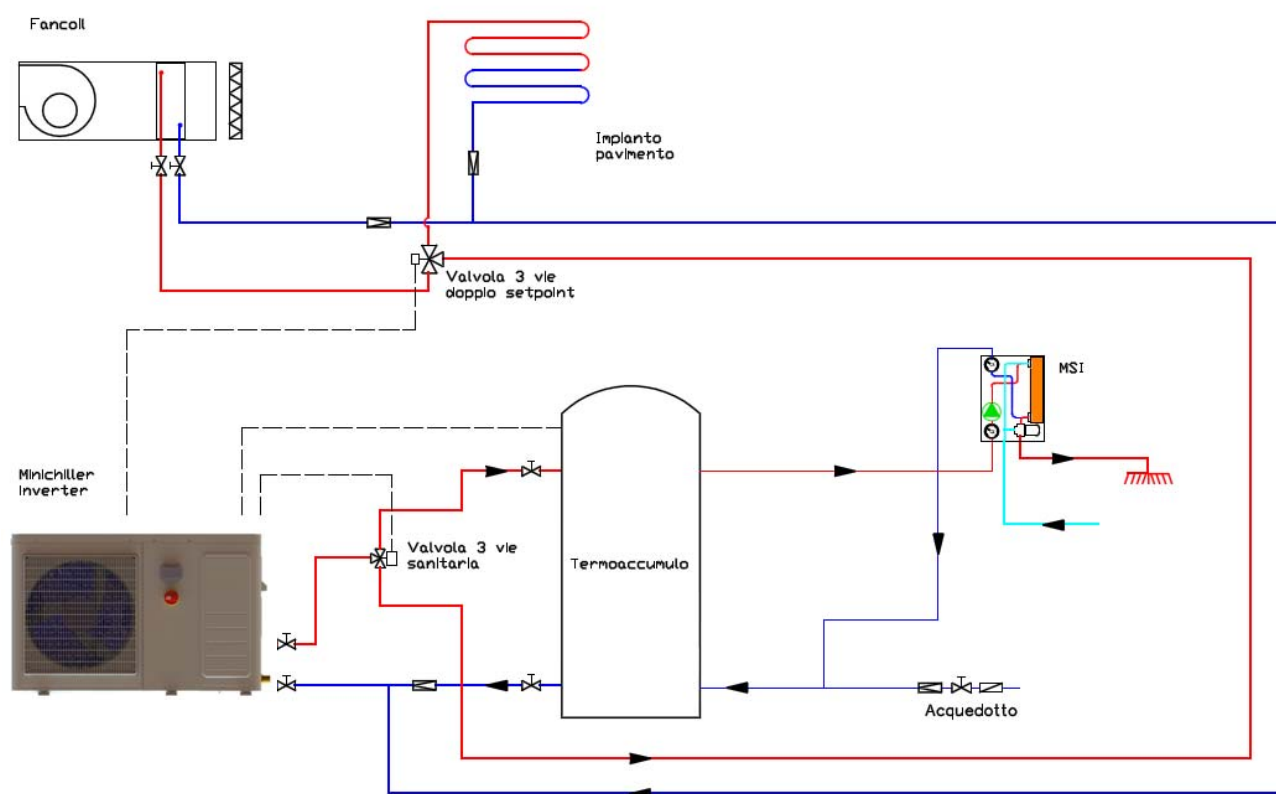 Fancoil
Impianto
pavimento
Valvola 3 vie
doppio setpoint
MSI
Minichiller
inverter
Valvola 3 vie
sanitaria
Termoaccumulo
Acquedotto